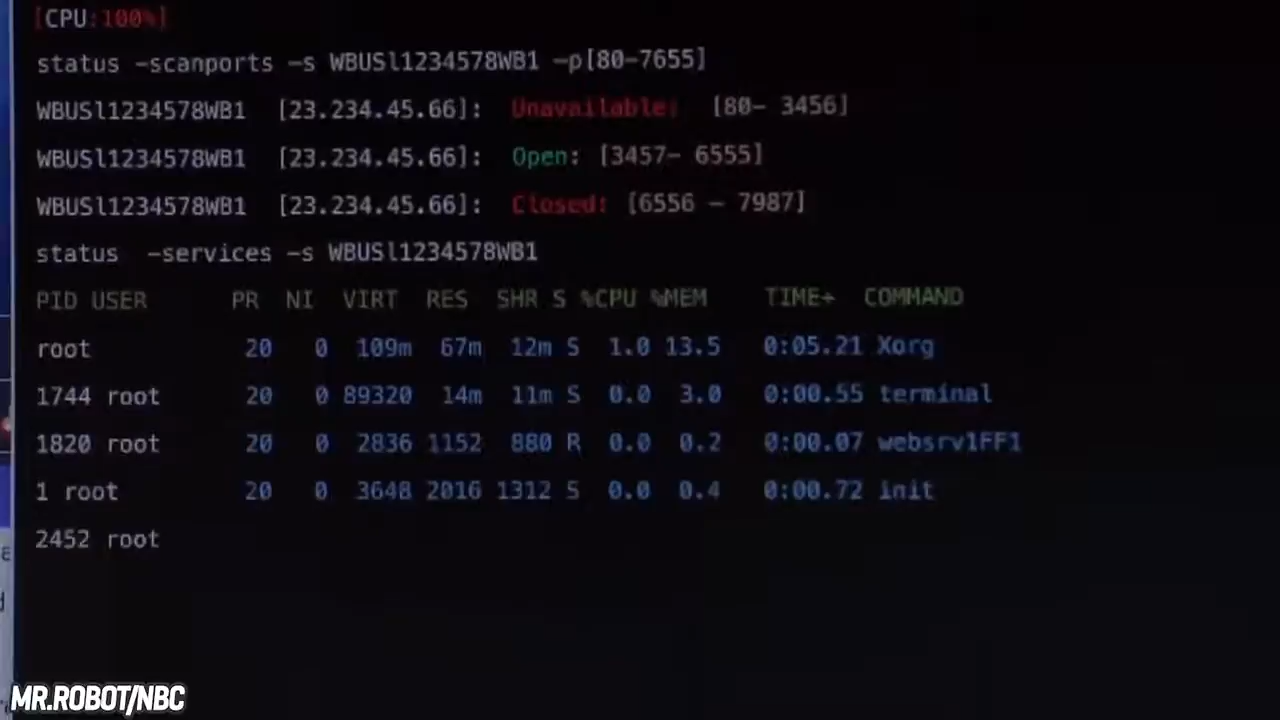 [CPU:100%]
status -scanports -s WBUSl1234578WB1 -p[80-7655]
WBUSl1234578WB1 [23.234.45.66]: Unavailable: [80- 3456]
WBUSl1234578WB1 [23.234.45.66]: Open: [3457- 6555]
WBUSl1234578WB1 [23.234.45.66]: Closed: [6556 - 7987]
status -services -s WBUSl1234578WB1
PID USER PR NI VIRT RES SHR S %CPU %MEM TIME+ COMMAND
root 20 0 109m 67m 12m S 1.0 13.5 0:05.21 Xorg
1744 root 20 0 89320 14m 11m S 0.0 3.0 0:00.55 terminal
1820 root 20 0 2836 1152 880 R 0.0 0.2 0:00.07 websrv1FF1
1 root 20 0 3648 2016 1312 S 0.0 0.4 0:00.72 init
2452 root
MR.ROBOT/NBC